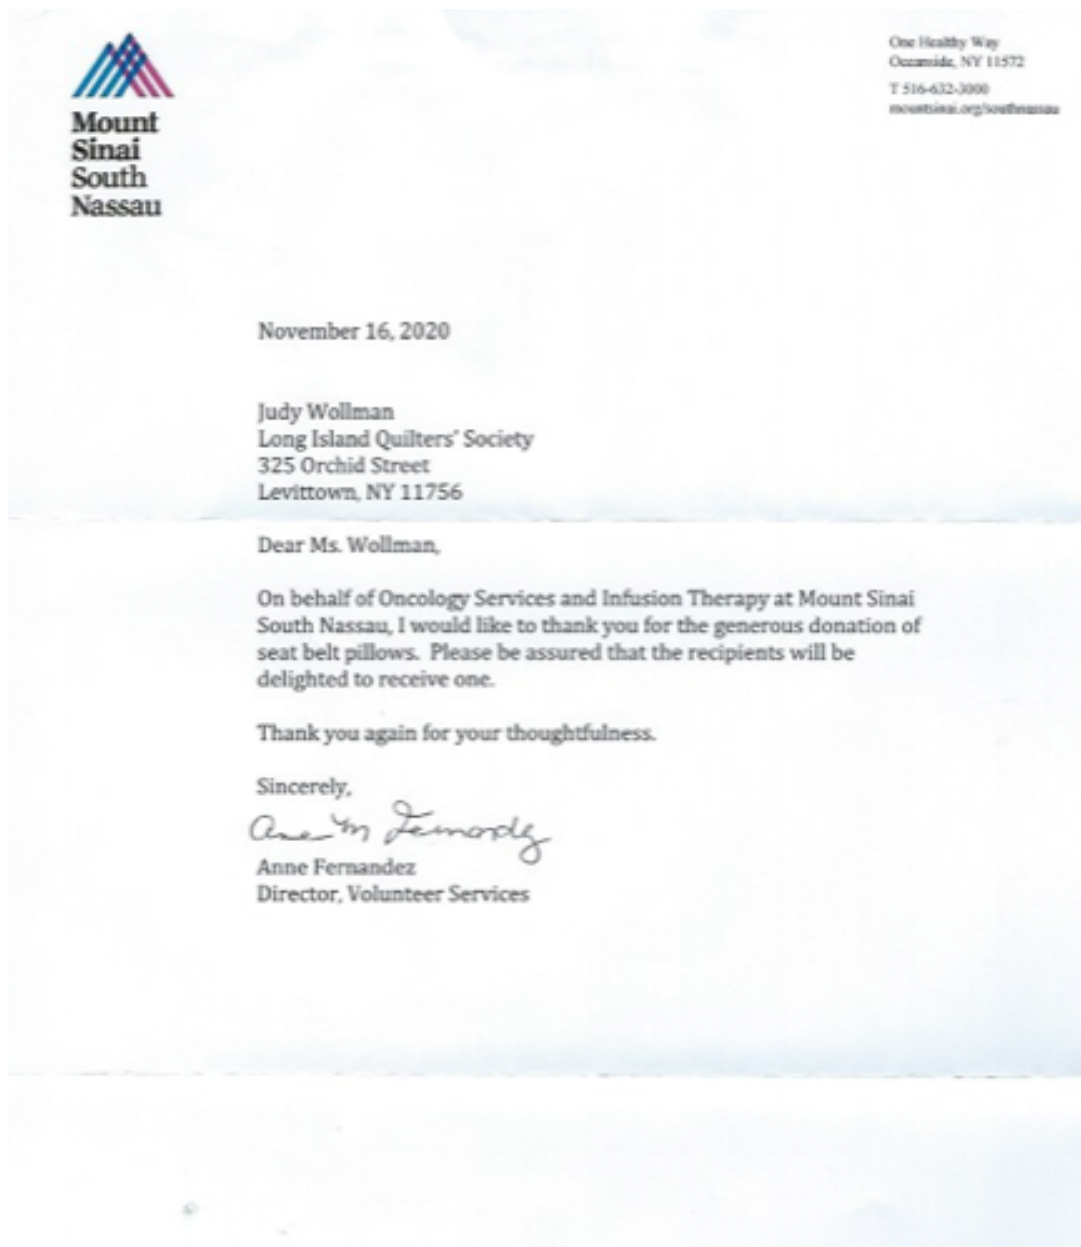 Mount
Sinai
South
Nassau
One Healthy Way
Oceanside, NY 11572
T 516-632-3000
mountsinai.org/southnassau
November 16, 2020
Judy Wollman
Long Island Quilters' Society
325 Orchid Street
Levittown, NY 11756
Dear Ms. Wollman,
On behalf of Oncology Services and Infusion Therapy at Mount Sinai
South Nassau, I would like to thank you for the generous donation of
seat belt pillows.  Please be assured that the recipients will be
delighted to receive one.
Thank you again for your thoughtfulness.
Sincerely,
Anne M Fernandez
Anne Fernandez
Director, Volunteer Services